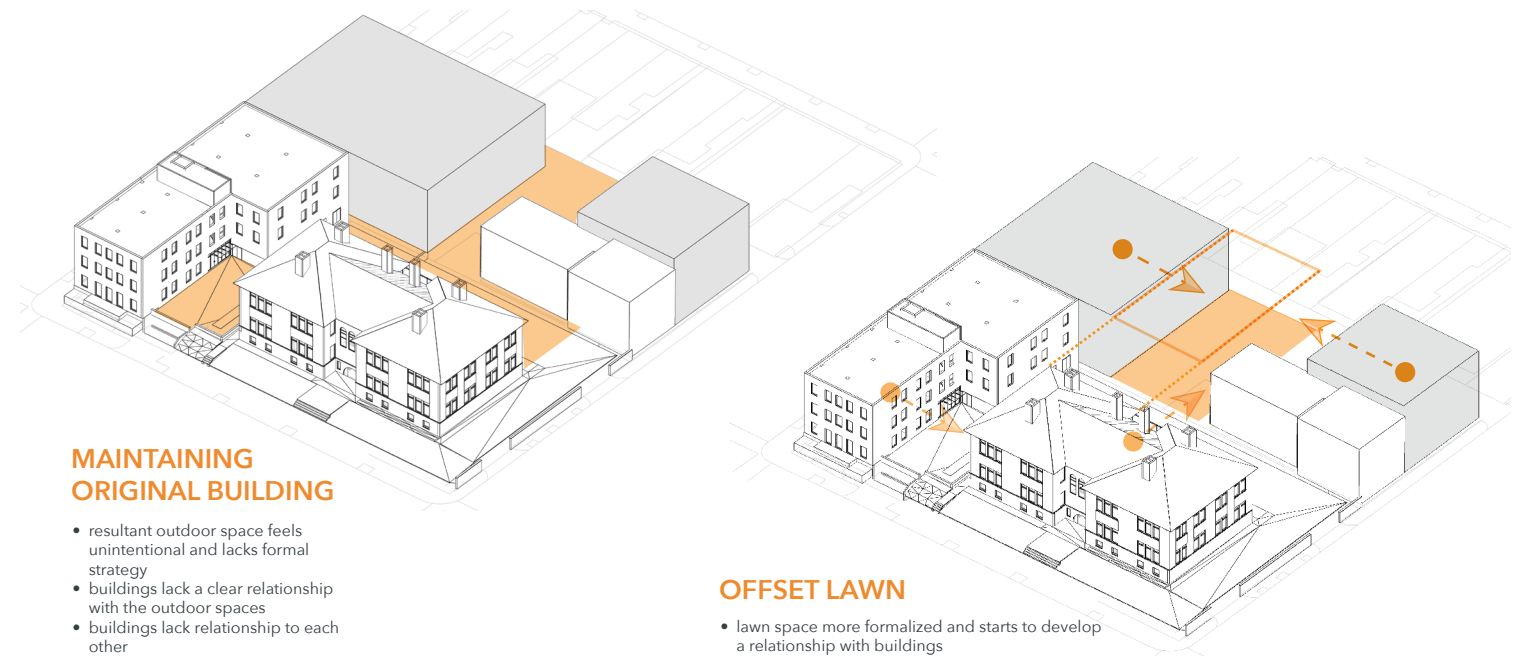 MAINTAINING
ORIGINAL BUILDING
• resultant outdoor space feels
unintentional and lacks formal
strategy
• buildings lack a clear relationship
with the outdoor spaces
• buildings lack relationship to each
other
OFFSET LAWN
• lawn space more formalized and starts to develop
a relationship with buildings